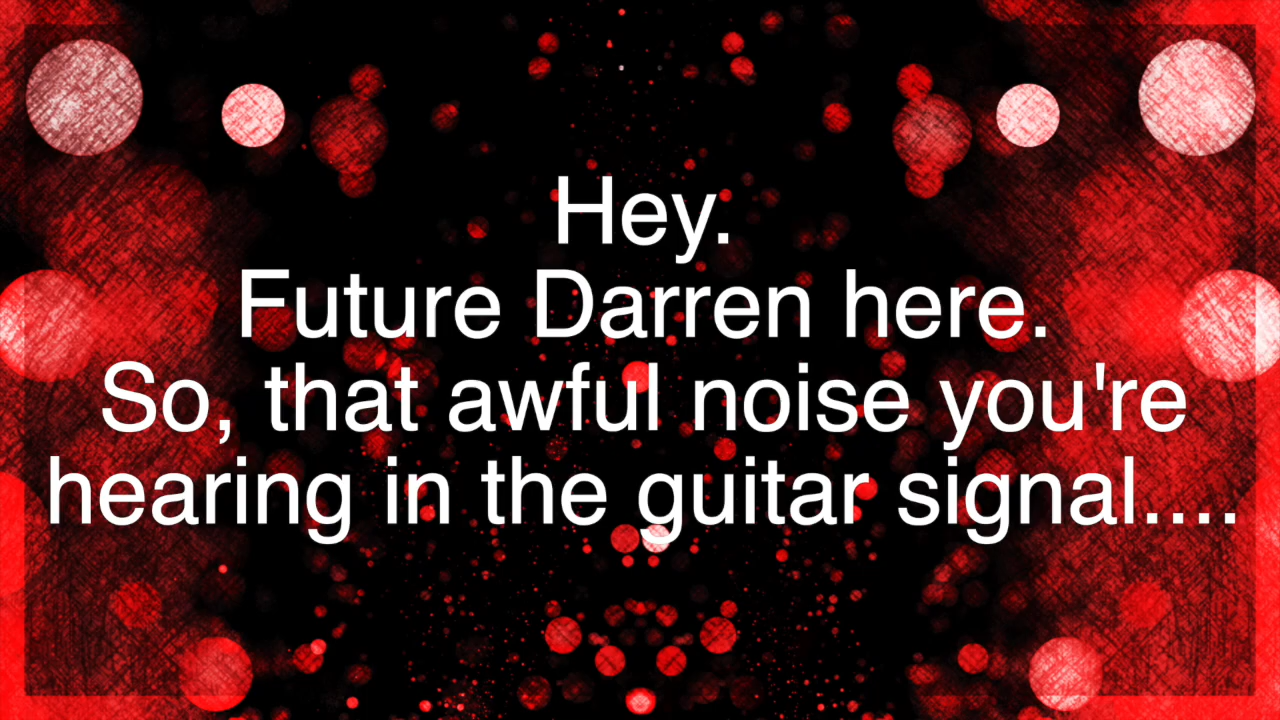 Hey.
Future Darren here.
So, that awful noise you're
hearing in the guitar signal....